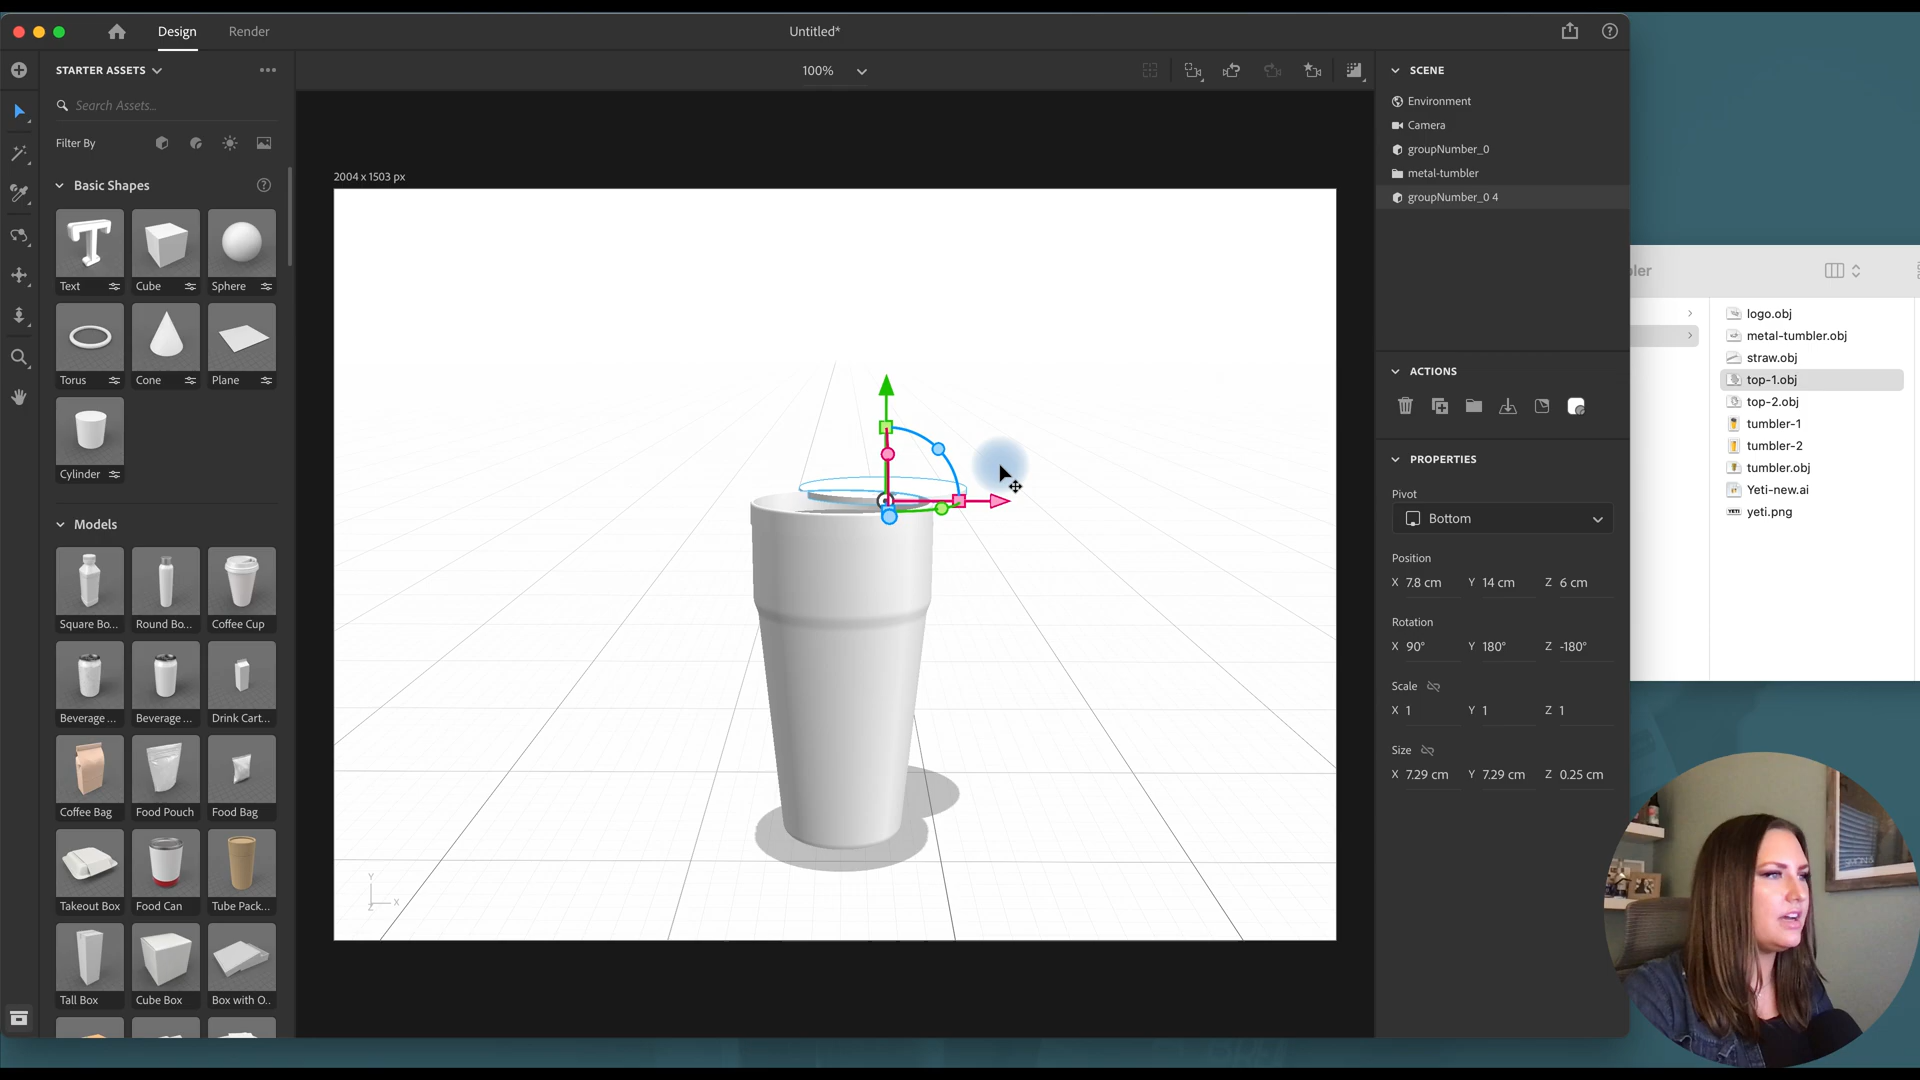 Design
Render
Untitled*
STARTER ASSETS
100%
SCENE
Search Assets...
Environment
Camera
Filter By
groupNumber_0
metal-tumbler
2004 x 1503 px
Basic Shapes
groupNumber_0 4
Text
Cube
Sphere
bler
logo.obj
metal-tumbler.obj
straw.obj
ACTIONS
top-1.obj
Torus
Cone
Plane
top-2.obj
tumbler-1
tumbler-2
PROPERTIES
tumbler.obj
Cylinder
Yeti-new.ai
Pivot
yeti.png
Bottom
Models
Position
X 7.8 cm Y 14 cm Z 6 cm
Square Bo...
Round Bo...
Coffee Cup
Rotation
X 90° Y 180° Z -180°
Scale
X 1 Y 1 Z 1
Beverage ...
Beverage ...
Drink Cart...
Size
X 7.29 cm Y 7.29 cm Z 0.25 cm
Coffee Bag
Food Pouch
Food Bag
Takeout Box
Food Can
Tube Pack...
Y
Z
X
Tall Box
Cube Box
Box with O..